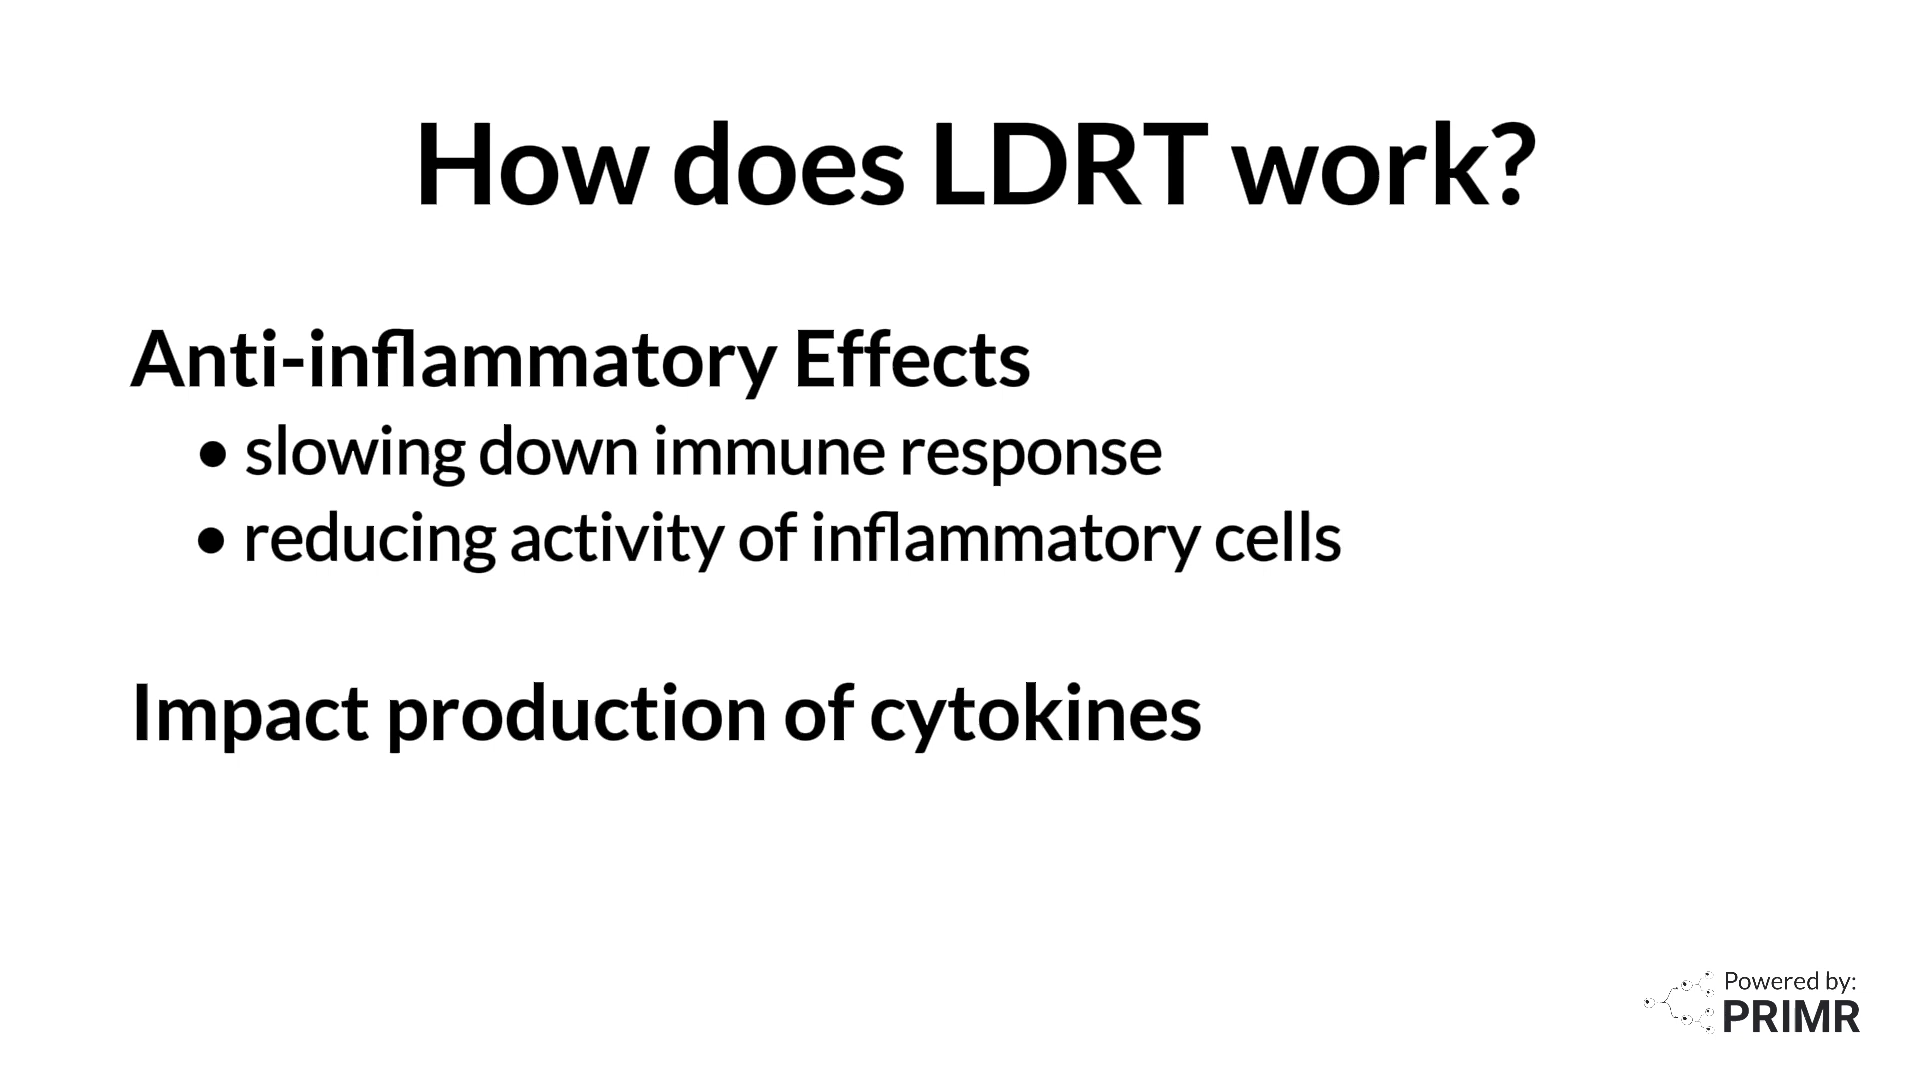 How does LDRT work?
Anti-inflammatory Effects
• slowing down immune response
• reducing activity of inflammatory cells
Impact production of cytokines
Powered by:
PRIMR